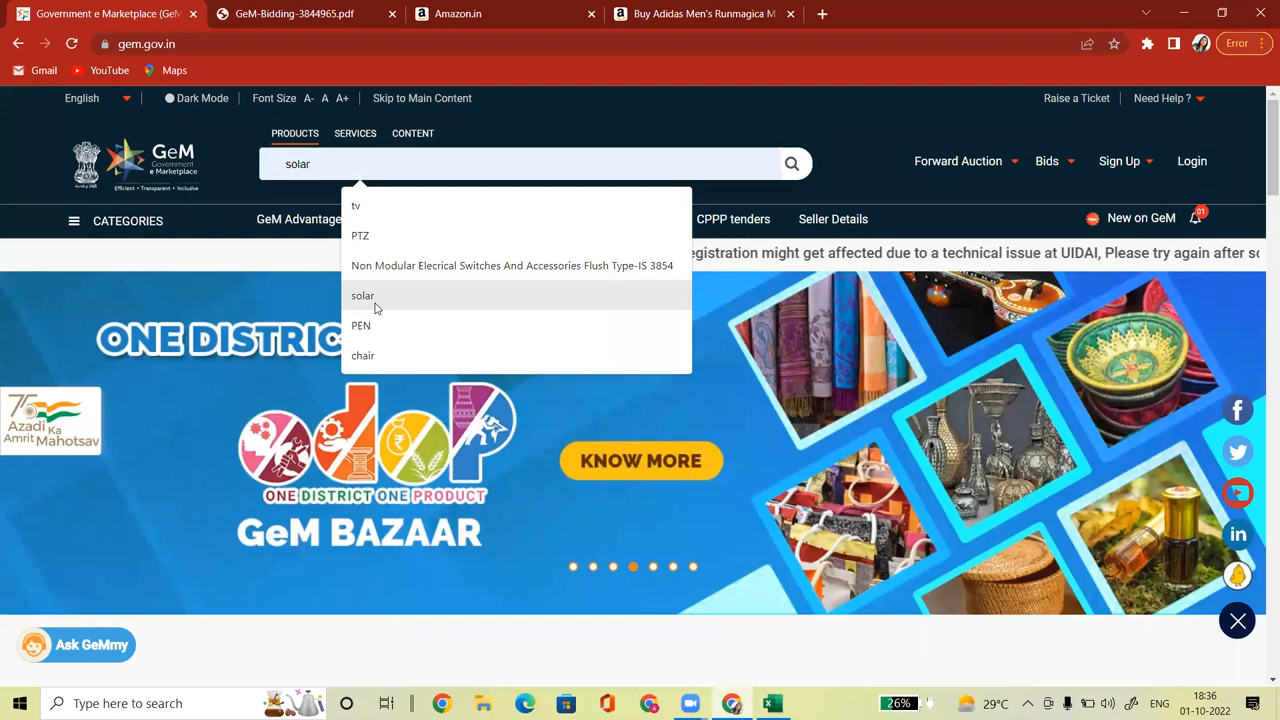 Government e Marketplace (GeM
GeM-Bidding-3844965.pdf
Amazon.in
Buy Adidas Men's Runmagica M
gem.gov.in
Error
Gmail
YouTube
Maps
English
Dark Mode
Font Size A- A A+
Skip to Main Content
Raise a Ticket
Need Help ?
GeM
Government
e Marketplace
Efficient • Transparent • Inclusive
PRODUCTS
SERVICES
CONTENT
solar
Forward Auction
Bids
Sign Up
Login
CATEGORIES
GeM Advantage
CPPP tenders
Seller Details
New on GeM
01
tv
PTZ
Non Modular Elecrical Switches And Accessories Flush Type-IS 3854
solar
PEN
chair
egistration might get affected due to a technical issue at UIDAI, Please try again after so
ONE DISTRIC
75
Azadi Ka
Amrit Mahotsav
odop
ONE DISTRICT ONE PRODUCT
GeM BAZAAR
KNOW MORE
Ask GeMmy
Type here to search
26%
29°C
ENG
18:36
01-10-2022